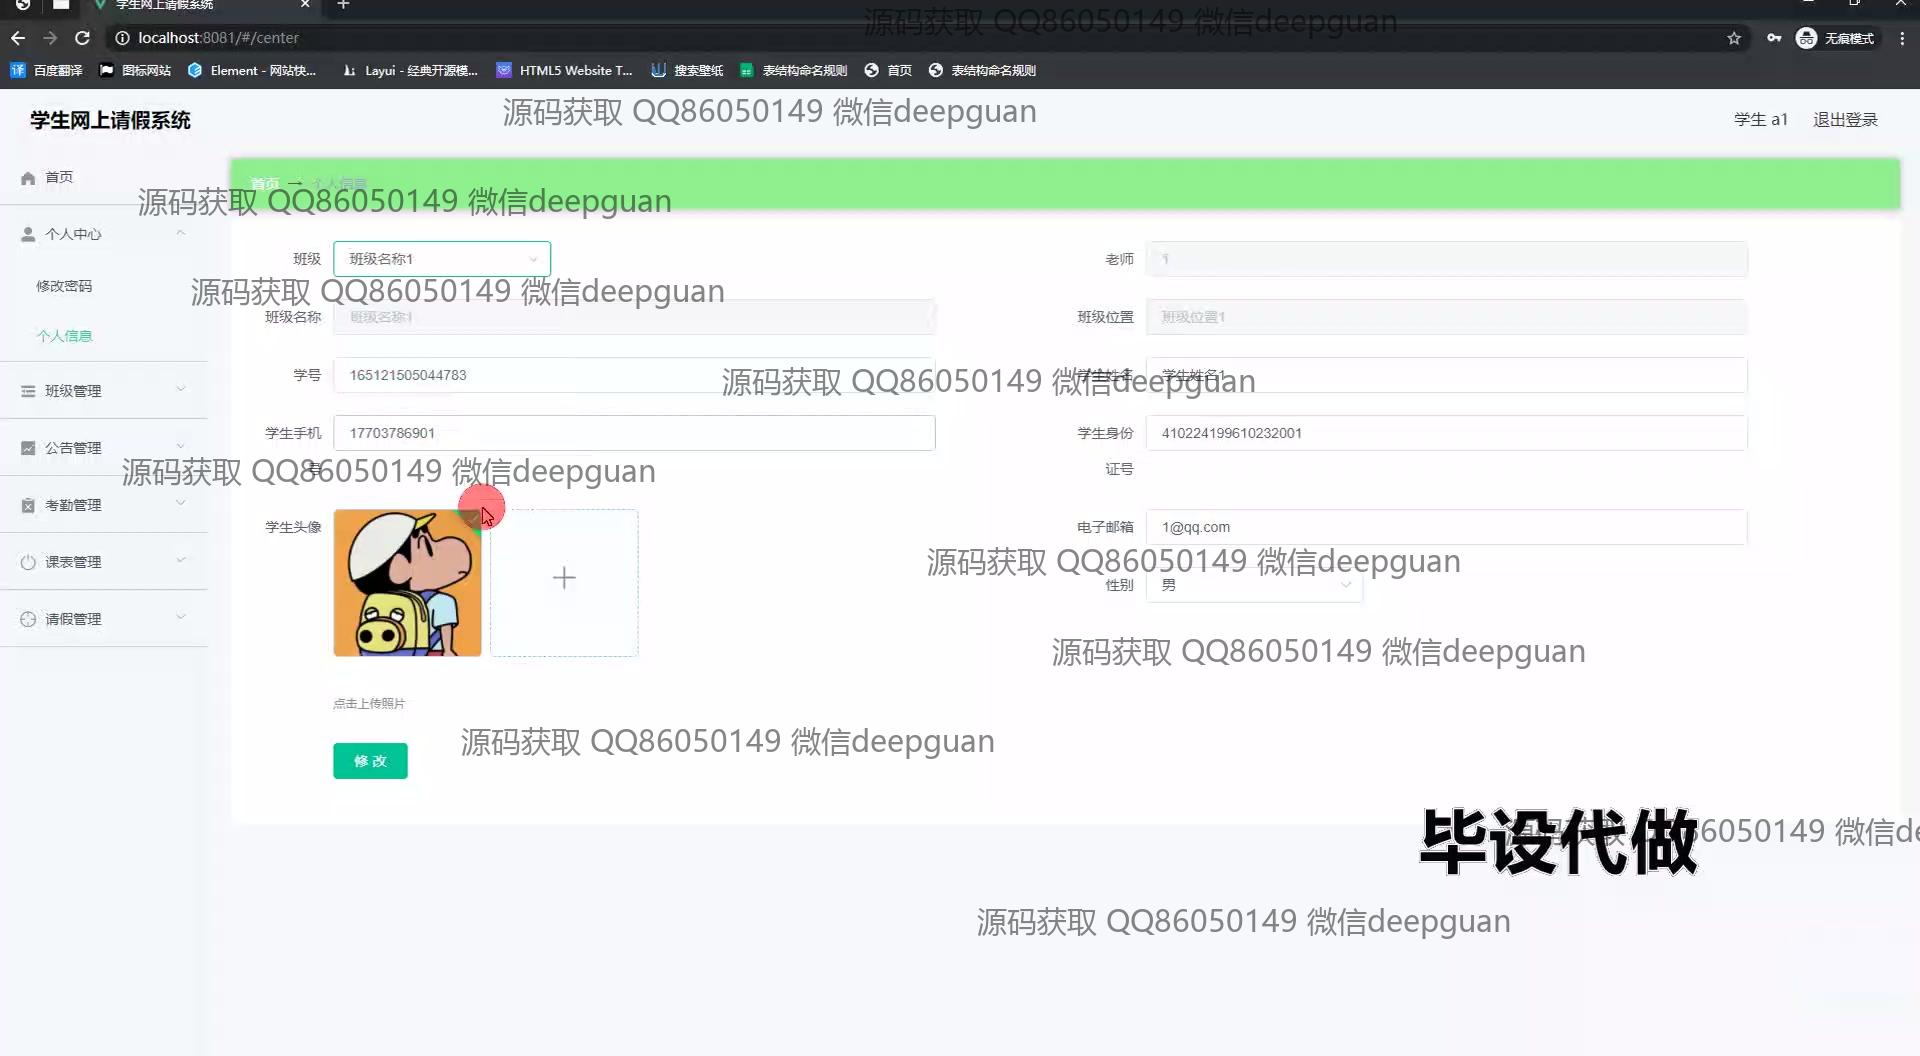 学生网上请假系统
源码获取 QQ86050149 微信deepguan
localhost:8081/#/center
无痕模式
百度翻译
图标网站
Element - 网站快...
Layui - 经典开源模...
HTML5 Website T...
搜索壁纸
表结构命名规则
首页
表结构命名规则
学生网上请假系统
源码获取 QQ86050149 微信deepguan
学生 a1
退出登录
首页
首页 → 个人信息
源码获取 QQ86050149 微信deepguan
个人中心
班级 班级名称1
老师
修改密码
源码获取 QQ86050149 微信deepguan
班级名称 班级名称1
班级位置 班级位置1
个人信息
学号 165121505044783
学生姓名 学生姓名1
源码获取 QQ86050149 微信deepguan
班级管理
学生手机号 17703786901
学生身份证号 410224199610232001
公告管理
源码获取 QQ86050149 微信deepguan
考勤管理
学生头像
电子邮箱 1@qq.com
课表管理
源码获取 QQ86050149 微信deepguan
性别 男
请假管理
源码获取 QQ86050149 微信deepguan
点击上传照片
源码获取 QQ86050149 微信deepguan
修改
毕设代做
源码获取 QQ86050149 微信de
源码获取 QQ86050149 微信deepguan